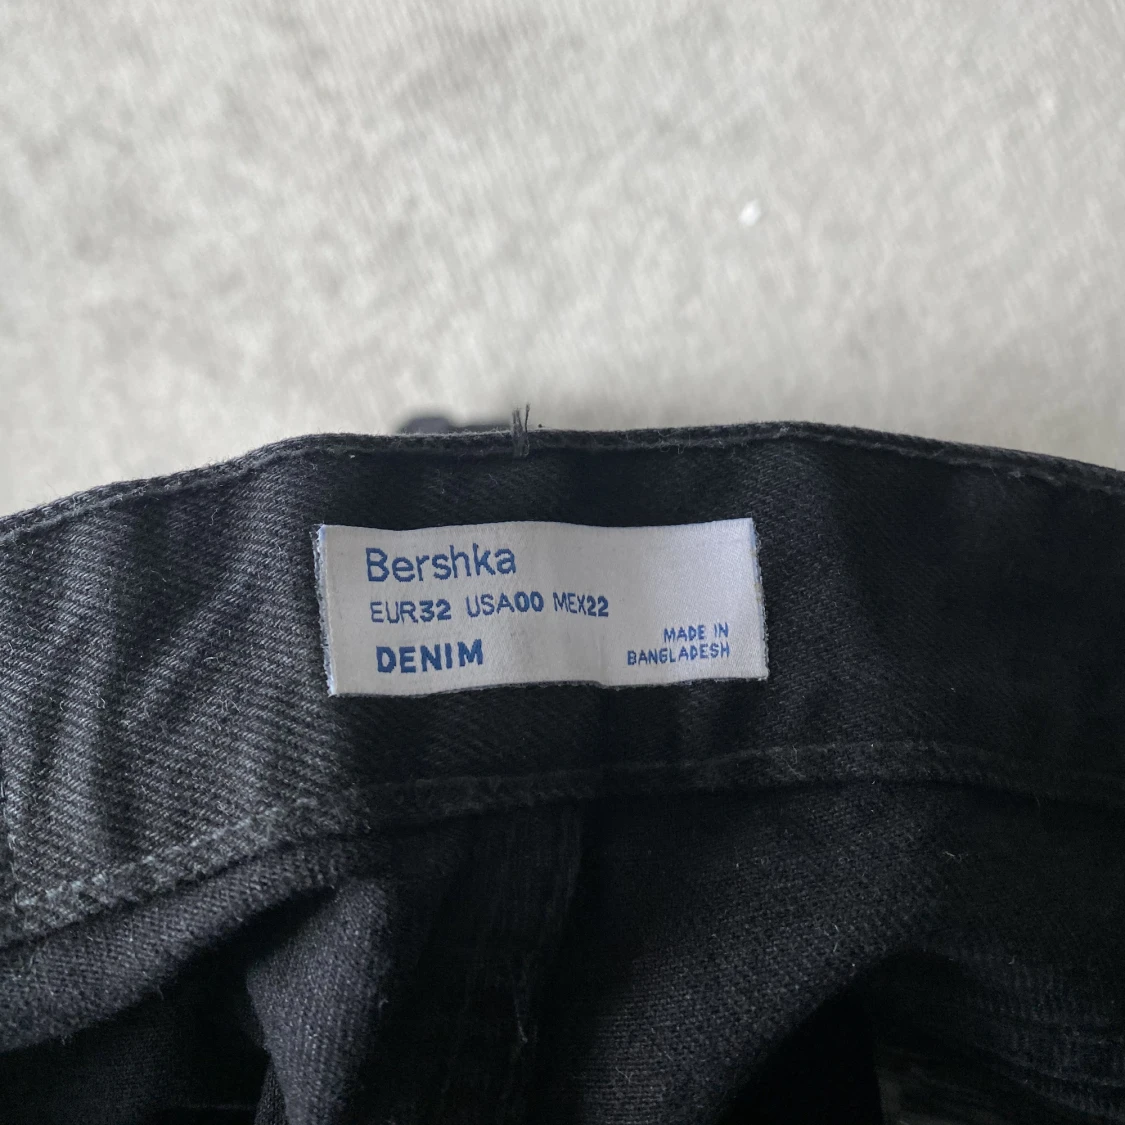 Bershka
EUR32 USA00 MEX22
DENIM
MADE IN
BANGLADESH